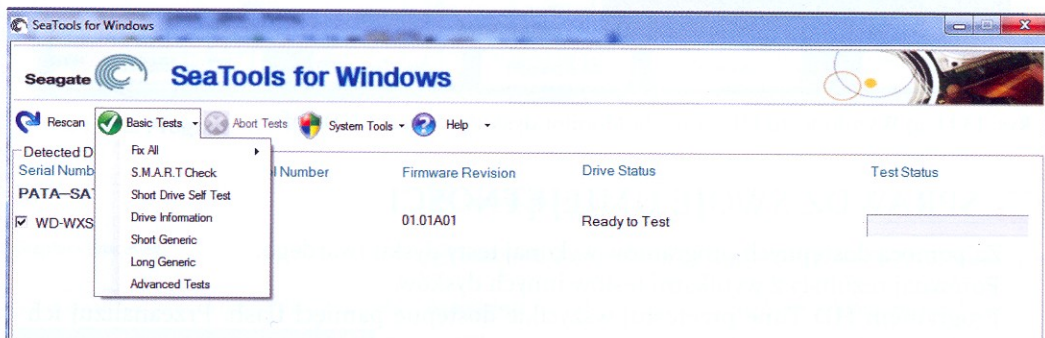 SeaTools for Windows
Seagate SeaTools for Windows
Rescan Basic Tests Abort Tests System Tools Help
Detected D
Fix All
Serial Numb l Number Firmware Revision Drive Status Test Status
S.M.A.R.T Check
PATA—SA
Short Drive Self Test
WD-WXS 01.01A01 Ready to Test
Drive Information
Short Generic
Long Generic
Advanced Tests